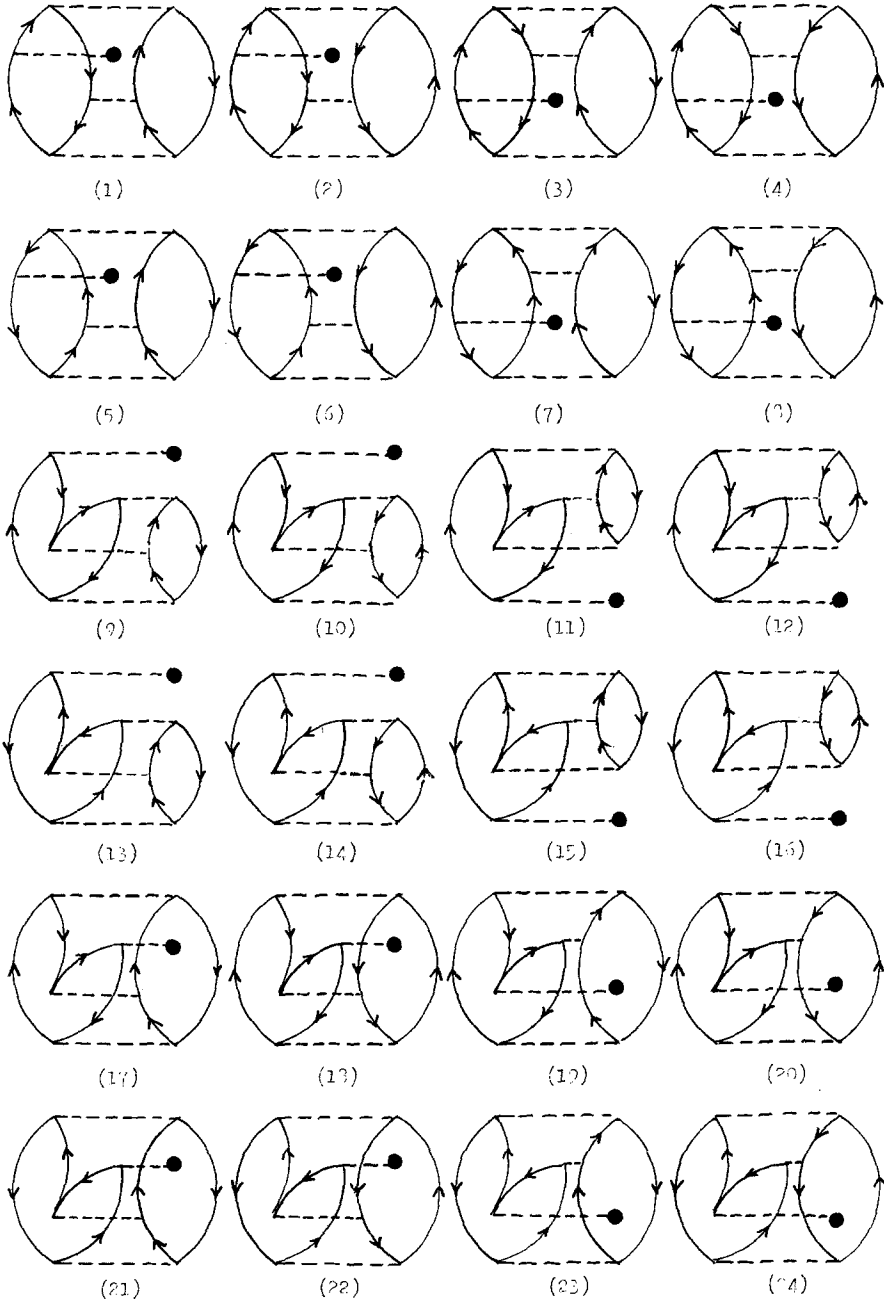 (1) (2) (3) (4)
(5) (6) (7) (8)
(9) (10) (11) (12)
(13) (14) (15) (16)
(17) (18) (19) (20)
(21) (22) (23) (24)